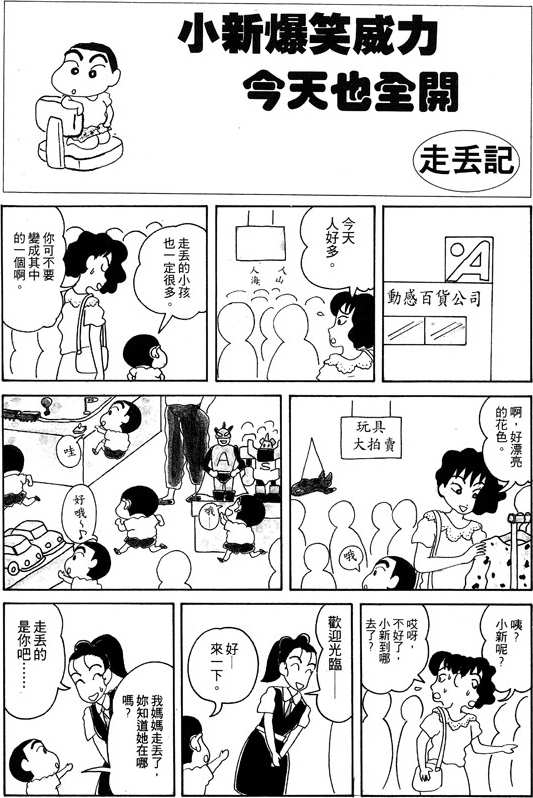 小新爆笑威力
今天也全開
走丟記
A
動感百貨公司
今天
人好多。
人山
人海
走丟的小孩
也一定很多。
你可不要
變成其中
的一個啊。
啊，好漂亮
的花色。
玩具
大拍賣
哦
A
哦
哇
好哦～♪
咦？
小新呢？
哎呀，
不好了，
小新到哪
去了？
歡迎光臨——
好——
來一下。
我媽媽走丟了，
妳知道她在哪
嗎？
走丟的
是你吧……